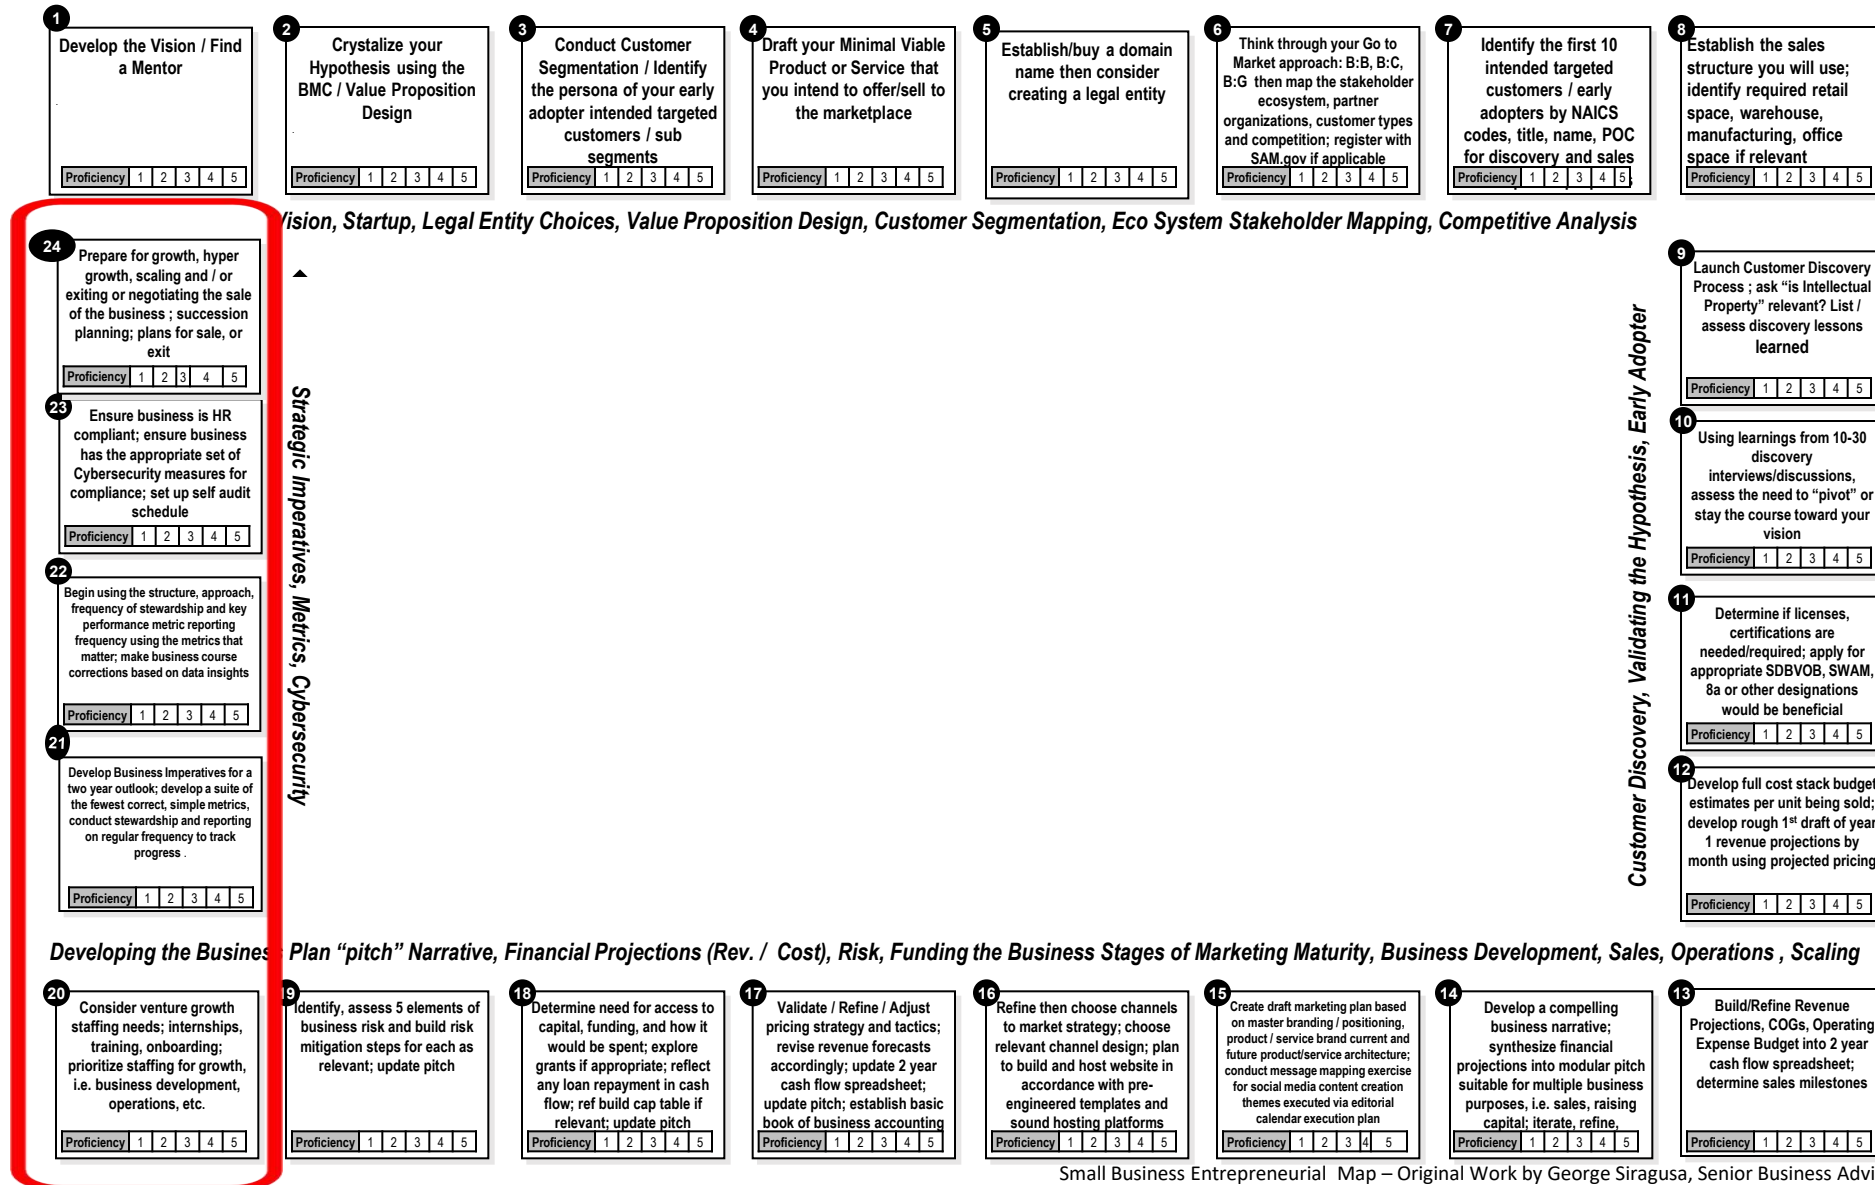 1
Develop the Vision / Find
a Mentor
Proficiency 1 2 3 4 5
2
Crystalize your
Hypothesis using the
BMC / Value Proposition
Design
Proficiency 1 2 3 4 5
3
Conduct Customer
Segmentation / Identify
the persona of your early
adopter intended targeted
customers / sub
segments
Proficiency 1 2 3 4 5
4
Draft your Minimal Viable
Product or Service that
you intend to offer/sell to
the marketplace
Proficiency 1 2 3 4 5
5
Establish/buy a domain
name then consider
creating a legal entity
Proficiency 1 2 3 4 5
6
Think through your Go to
Market approach: B:B, B:C,
B:G then map the stakeholder
ecosystem, partner
organizations, customer types
and competition; register with
SAM.gov if applicable
Proficiency 1 2 3 4 5
7
Identify the first 10
intended targeted
customers / early
adopters by NAICS
codes, title, name, POC
for discovery and sales
Proficiency 1 2 3 4 5
8
Establish the sales
structure you will use;
identify required retail
space, warehouse,
manufacturing, office
space if relevant
Proficiency 1 2 3 4 5
Vision, Startup, Legal Entity Choices, Value Proposition Design, Customer Segmentation, Eco System Stakeholder Mapping, Competitive Analysis
9
Launch Customer Discovery
Process ; ask “is Intellectual
Property” relevant? List /
assess discovery lessons
learned
Proficiency 1 2 3 4 5
10
Using learnings from 10-30
discovery
interviews/discussions,
assess the need to “pivot” or
stay the course toward your
vision
Proficiency 1 2 3 4 5
11
Determine if licenses,
certifications are
needed/required; apply for
appropriate SDBVOB, SWAM,
8a or other designations
would be beneficial
Proficiency 1 2 3 4 5
12
Develop full cost stack budget
estimates per unit being sold;
develop rough 1st draft of year
1 revenue projections by
month using projected pricing
Proficiency 1 2 3 4 5
Customer Discovery, Validating the Hypothesis, Early Adopter
24
Prepare for growth, hyper
growth, scaling and / or
exiting or negotiating the sale
of the business ; succession
planning; plans for sale, or
exit
Proficiency 1 2 3 4 5
23
Ensure business is HR
compliant; ensure business
has the appropriate set of
Cybersecurity measures for
compliance; set up self audit
schedule
Proficiency 1 2 3 4 5
22
Begin using the structure, approach,
frequency of stewardship and key
performance metric reporting
frequency using the metrics that
matter; make business course
corrections based on data insights
Proficiency 1 2 3 4 5
21
Develop Business Imperatives for a
two year outlook; develop a suite of
the fewest correct, simple metrics,
conduct stewardship and reporting
on regular frequency to track
progress .
Proficiency 1 2 3 4 5
Strategic Imperatives, Metrics, Cybersecurity
Developing the Business Plan “pitch” Narrative, Financial Projections (Rev. / Cost), Risk, Funding the Business Stages of Marketing Maturity, Business Development, Sales, Operations , Scaling
20
Consider venture growth
staffing needs; internships,
training, onboarding;
prioritize staffing for growth,
i.e. business development,
operations, etc.
Proficiency 1 2 3 4 5
19
Identify, assess 5 elements of
business risk and build risk
mitigation steps for each as
relevant; update pitch
Proficiency 1 2 3 4 5
18
Determine need for access to
capital, funding, and how it
would be spent; explore
grants if appropriate; reflect
any loan repayment in cash
flow; ref build cap table if
relevant; update pitch
Proficiency 1 2 3 4 5
17
Validate / Refine / Adjust
pricing strategy and tactics;
revise revenue forecasts
accordingly; update 2 year
cash flow spreadsheet;
update pitch; establish basic
book of business accounting
Proficiency 1 2 3 4 5
16
Refine then choose channels
to market strategy; choose
relevant channel design; plan
to build and host website in
accordance with pre-
engineered templates and
sound hosting platforms
Proficiency 1 2 3 4 5
15
Create draft marketing plan based
on master branding / positioning,
product / service brand current and
future product/service architecture;
conduct message mapping exercise
for social media content creation
themes executed via editorial
calendar execution plan
Proficiency 1 2 3 4 5
14
Develop a compelling
business narrative;
synthesize financial
projections into modular pitch
suitable for multiple business
purposes, i.e. sales, raising
capital; iterate, refine,
Proficiency 1 2 3 4 5
13
Build/Refine Revenue
Projections, COGs, Operating
Expense Budget into 2 year
cash flow spreadsheet;
determine sales milestones
Proficiency 1 2 3 4 5
Small Business Entrepreneurial Map – Original Work by George Siragusa, Senior Business Advi